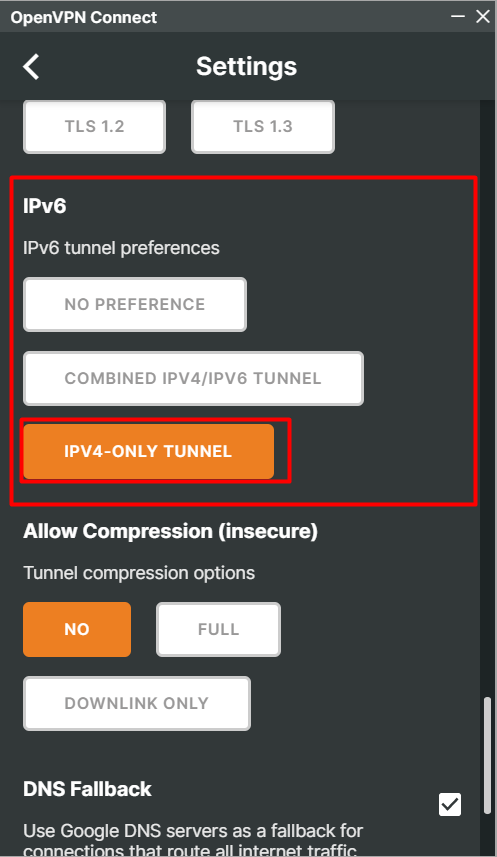 OpenVPN Connect
Settings
TLS 1.2 TLS 1.3
IPv6
IPv6 tunnel preferences
NO PREFERENCE
COMBINED IPV4/IPV6 TUNNEL
IPV4-ONLY TUNNEL
Allow Compression (insecure)
Tunnel compression options
NO FULL
DOWNLINK ONLY
DNS Fallback
Use Google DNS servers as a fallback for
connections that route all internet traffic